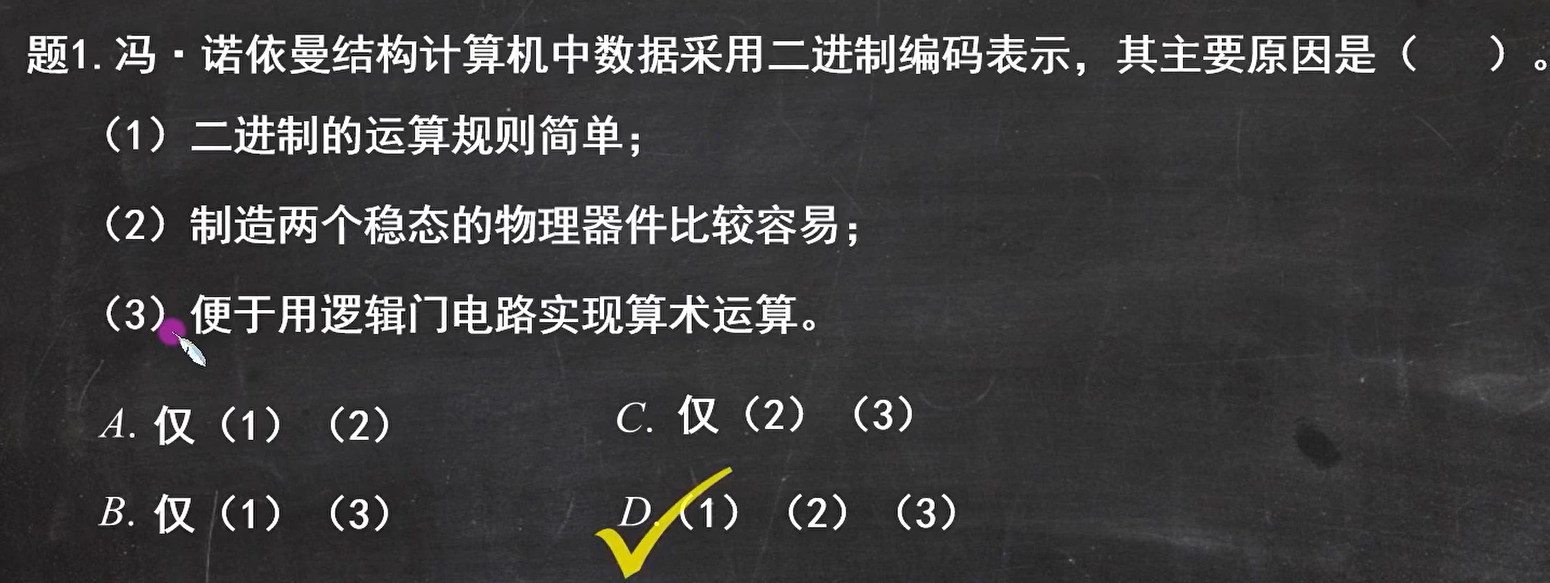 题1. 冯·诺依曼结构计算机中数据采用二进制编码表示，其主要原因是（   ）。
（1）二进制的运算规则简单；
（2）制造两个稳态的物理器件比较容易；
（3）便于用逻辑门电路实现算术运算。
A. 仅（1）（2） C. 仅（2）（3）
B. 仅（1）（3） D.（1）（2）（3）